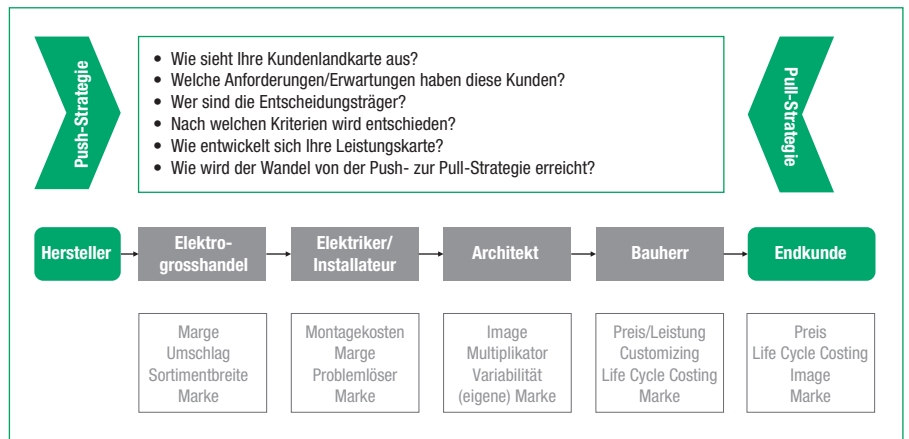 Push-Strategie
• Wie sieht Ihre Kundenlandkarte aus?
• Welche Anforderungen/Erwartungen haben diese Kunden?
• Wer sind die Entscheidungsträger?
• Nach welchen Kriterien wird entschieden?
• Wie entwickelt sich Ihre Leistungskarte?
• Wie wird der Wandel von der Push- zur Pull-Strategie erreicht?
Pull-Strategie
Hersteller
Elektro-
grosshandel
Elektriker/
Installateur
Architekt
Bauherr
Endkunde
Marge
Umschlag
Sortimentbreite
Marke
Montagekosten
Marge
Problemlöser
Marke
Image
Multiplikator
Variabilität
(eigene) Marke
Preis/Leistung
Customizing
Life Cycle Costing
Marke
Preis
Life Cycle Costing
Image
Marke